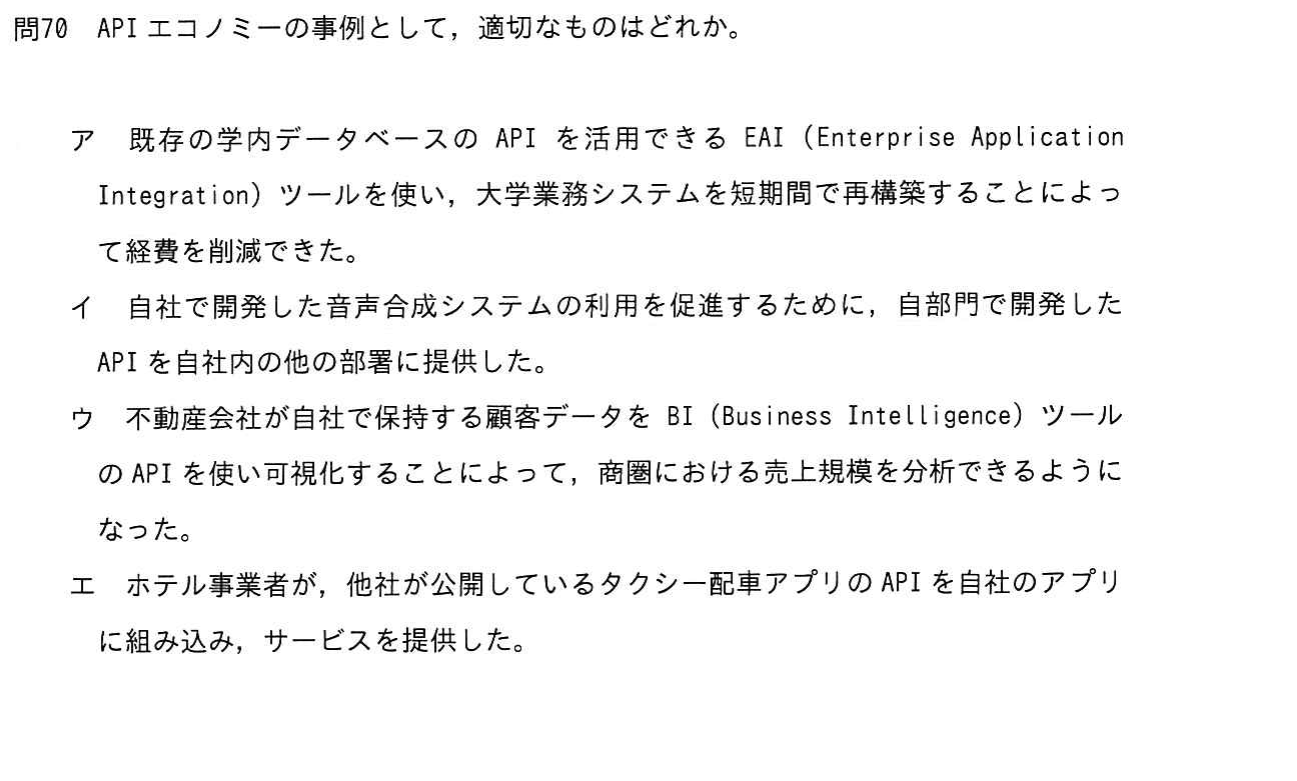 問70 APIエコノミーの事例として，適切なものはどれか。
ア 既存の学内データベースの API を活用できる EAI（Enterprise Application
Integration）ツールを使い，大学業務システムを短期間で再構築することによっ
て経費を削減できた。
イ 自社で開発した音声合成システムの利用を促進するために，自部門で開発した
APIを自社内の他の部署に提供した。
ウ 不動産会社が自社で保持する顧客データを BI（Business Intelligence）ツール
の API を使い可視化することによって，商圏における売上規模を分析できるように
なった。
エ ホテル事業者が，他社が公開しているタクシー配車アプリの API を自社のアプリ
に組み込み，サービスを提供した。